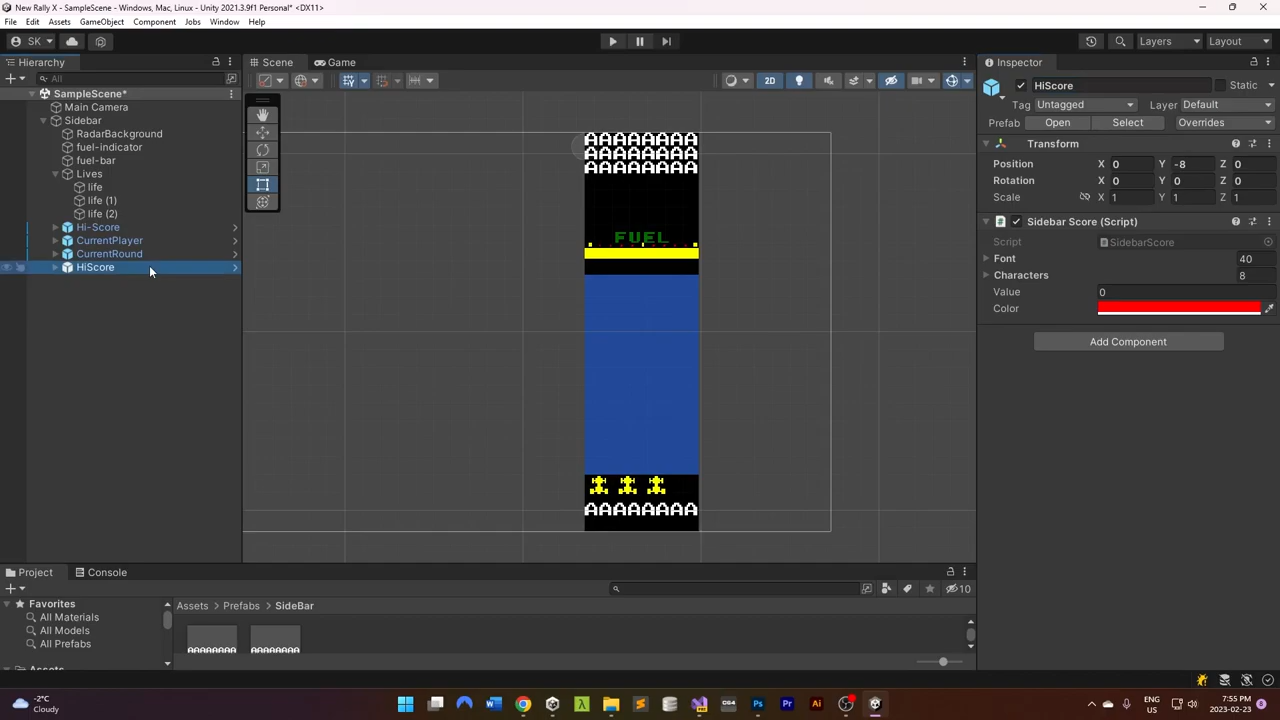 New Rally X - SampleScene - Windows, Mac, Linux - Unity 2021.3.9f1 Personal* <DX11>
File Edit Assets GameObject Component Jobs Window Help
SK Layers Layout
Hierarchy Scene Game Inspector
All 2D HiScore Static
SampleScene* Tag Untagged Layer Default
Main Camera Prefab Open Select Overrides
Sidebar
RadarBackground AAAAAAAA Transform
fuel-indicator AAAAAAAA Position X 0 Y -8 Z 0
fuel-bar AAAAAAAA Rotation X 0 Y 0 Z 0
Lives Scale X 1 Y 1 Z 1
life
life (1) Sidebar Score (Script)
life (2) Script SidebarScore
Hi-Score FUEL Font 40
CurrentPlayer Characters 8
CurrentRound Value 0
HiScore Color
Add Component
AAAAAAAA
Project Console
10
Favorites Assets Prefabs SideBar
All Materials
All Models AAAAAAAA AAAAAAAA
All Prefabs
Assets
-2°C
Cloudy
ENG
US
7:55 PM
2023-02-23